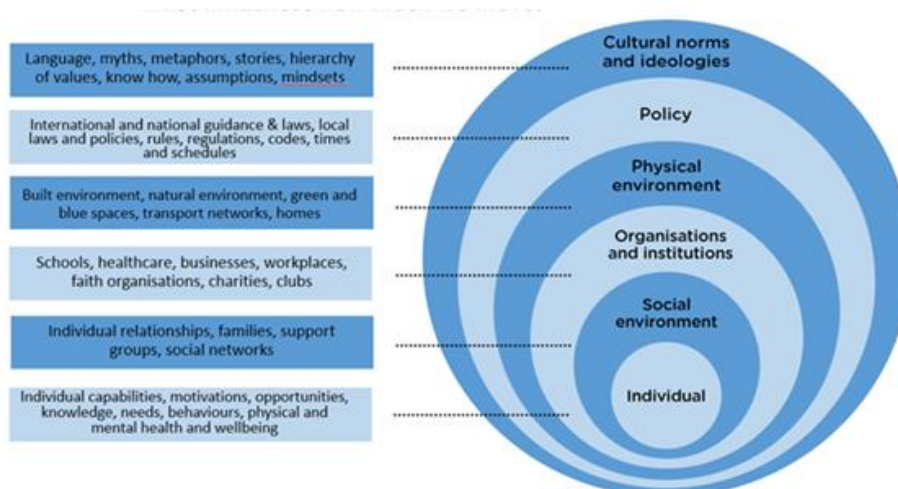 Language, myths, metaphors, stories, hierarchy
of values, know how, assumptions, mindsets
Cultural norms
and ideologies
International and national guidance & laws, local
laws and policies, rules, regulations, codes, times
and schedules
Policy
Built environment, natural environment, green and
blue spaces, transport networks, homes
Physical
environment
Schools, healthcare, businesses, workplaces,
faith organisations, charities, clubs
Organisations
and institutions
Individual relationships, families, support
groups, social networks
Social
environment
Individual capabilities, motivations, opportunities,
knowledge, needs, behaviours, physical and
mental health and wellbeing
Individual